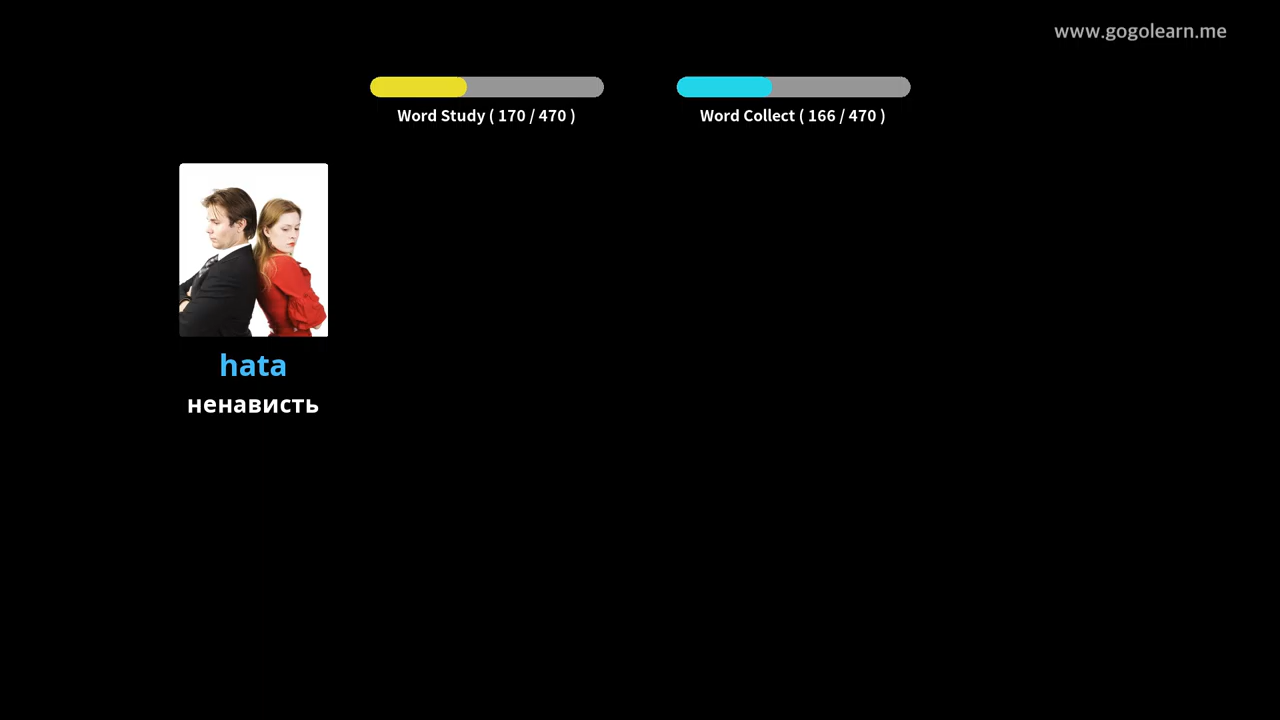 www.gogolearn.me
Word Study ( 170 / 470 )
Word Collect ( 166 / 470 )
hata
ненависть